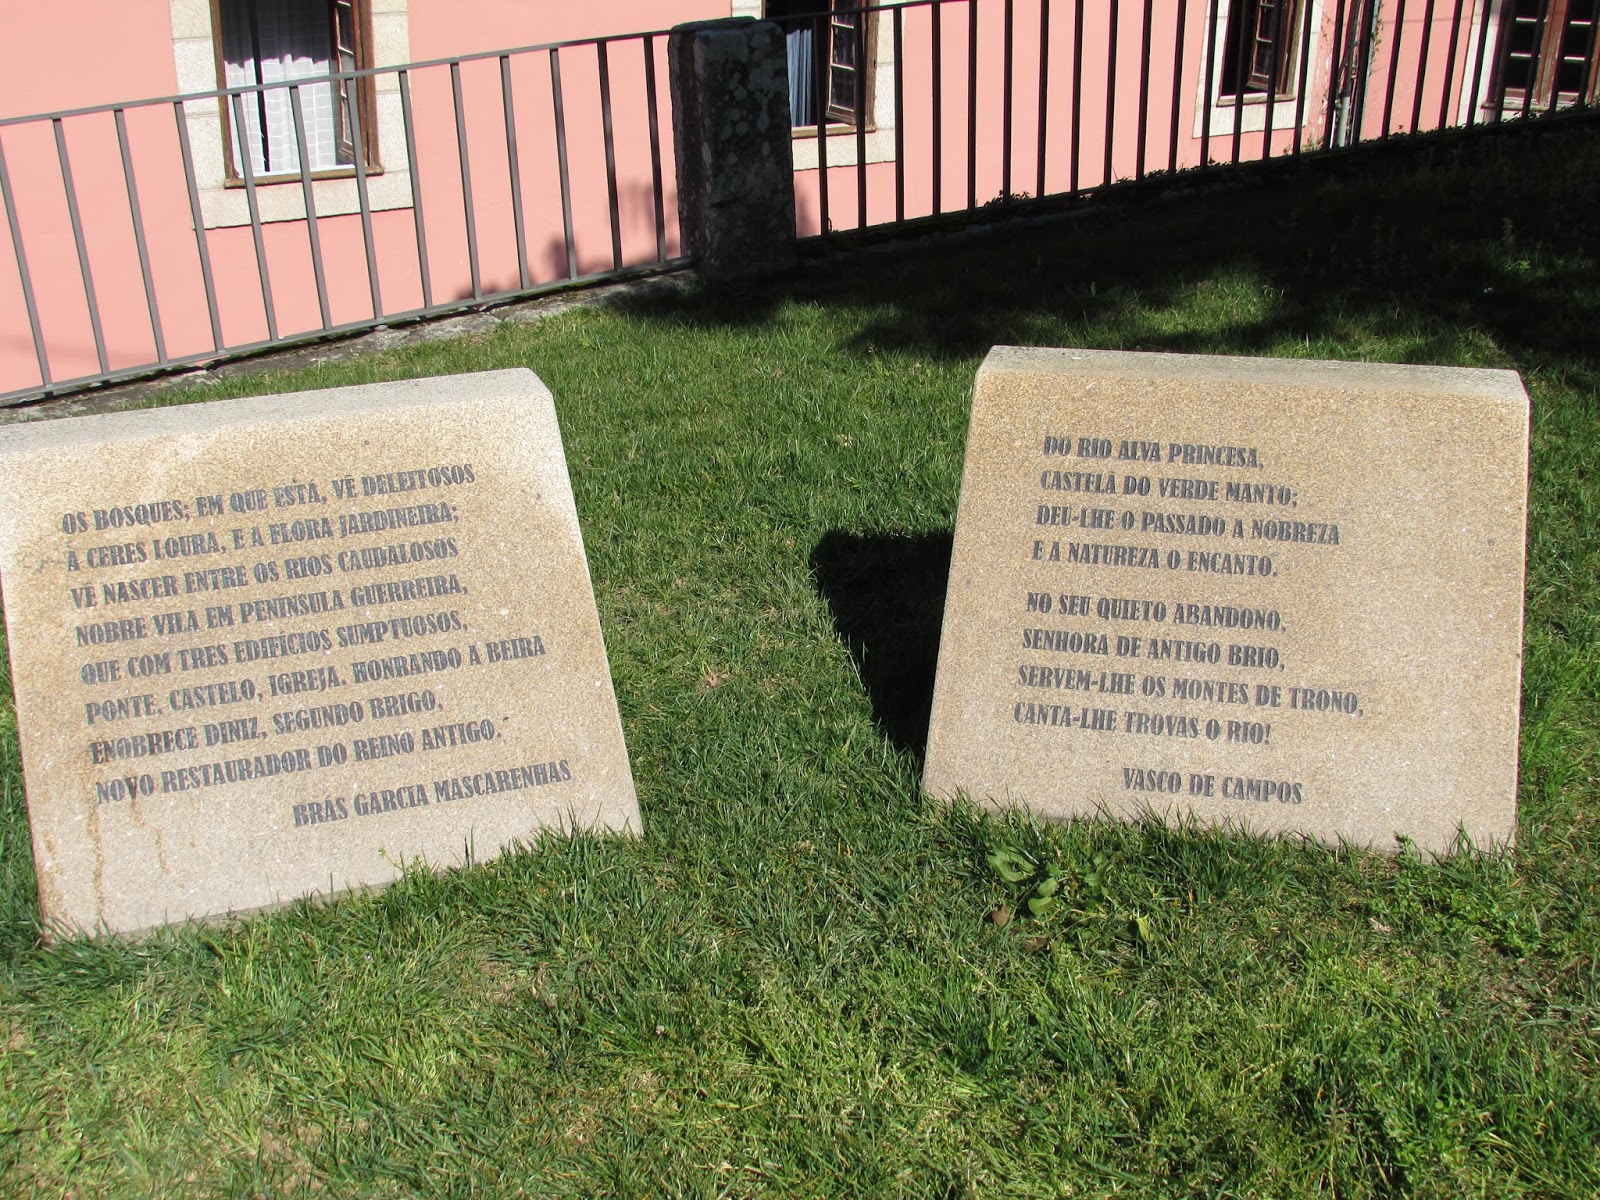 OS BOSQUES; EM QUE ESTA, VÊ DELEITOSOS
À CERES LOURA, E A FLORA JARDINEIRA;
VÊ NASCER ENTRE OS RIOS CAUDALOSOS
NOBRE VILA EM PENÍNSULA GUERREIRA,
QUE COM TRES EDIFÍCIOS SUMPTUOSOS,
PONTE, CASTELO, IGREJA. HONRANDO A BEIRA
ENOBRECE DINIZ, SEGUNDO BRIGO,
NOVO RESTAURADOR DO REINO ANTIGO.
BRÁS GARCIA MASCARENHAS
DO RIO ALVA PRINCESA,
CASTELÃ DO VERDE MANTO;
DEU-LHE O PASSADO A NOBREZA
E A NATUREZA O ENCANTO.
NO SEU QUIETO ABANDONO,
SENHORA DE ANTIGO BRIO,
SERVEM-LHE OS MONTES DE TRONO,
CANTA-LHE TROVAS O RIO!
VASCO DE CAMPOS